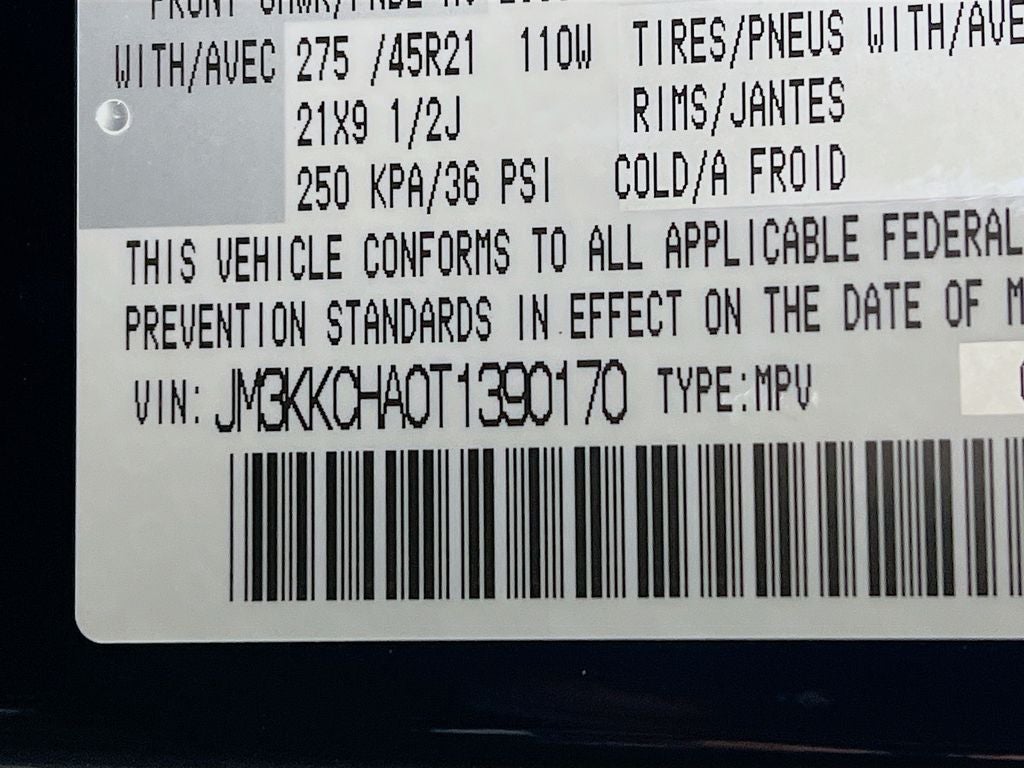 WITH/AVEC 275 /45R21 110W TIRES/PNEUS WITH/AVE
21X9 1/2J RIMS/JANTES
250 KPA/36 PSI COLD/A FROID
THIS VEHICLE CONFORMS TO ALL APPLICABLE FEDERAL
PREVENTION STANDARDS IN EFFECT ON THE DATE OF M
VIN: JM3KKCHA0T1390170 TYPE:MPV